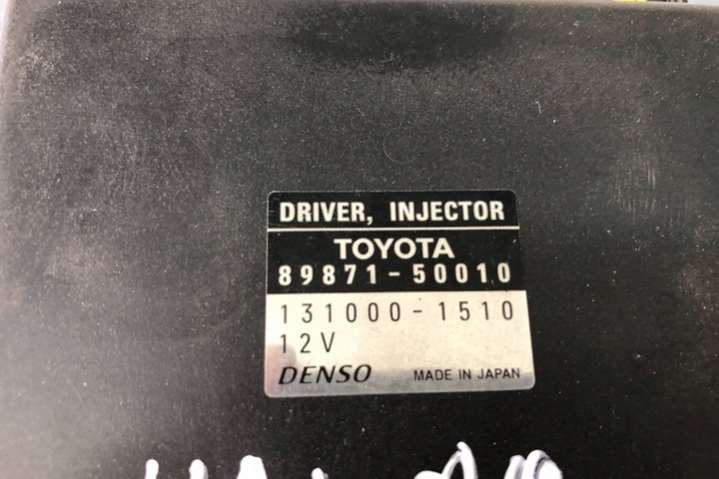 DRIVER, INJECTOR
TOYOTA
89871-50010
131000-1510
12V
DENSO MADE IN JAPAN